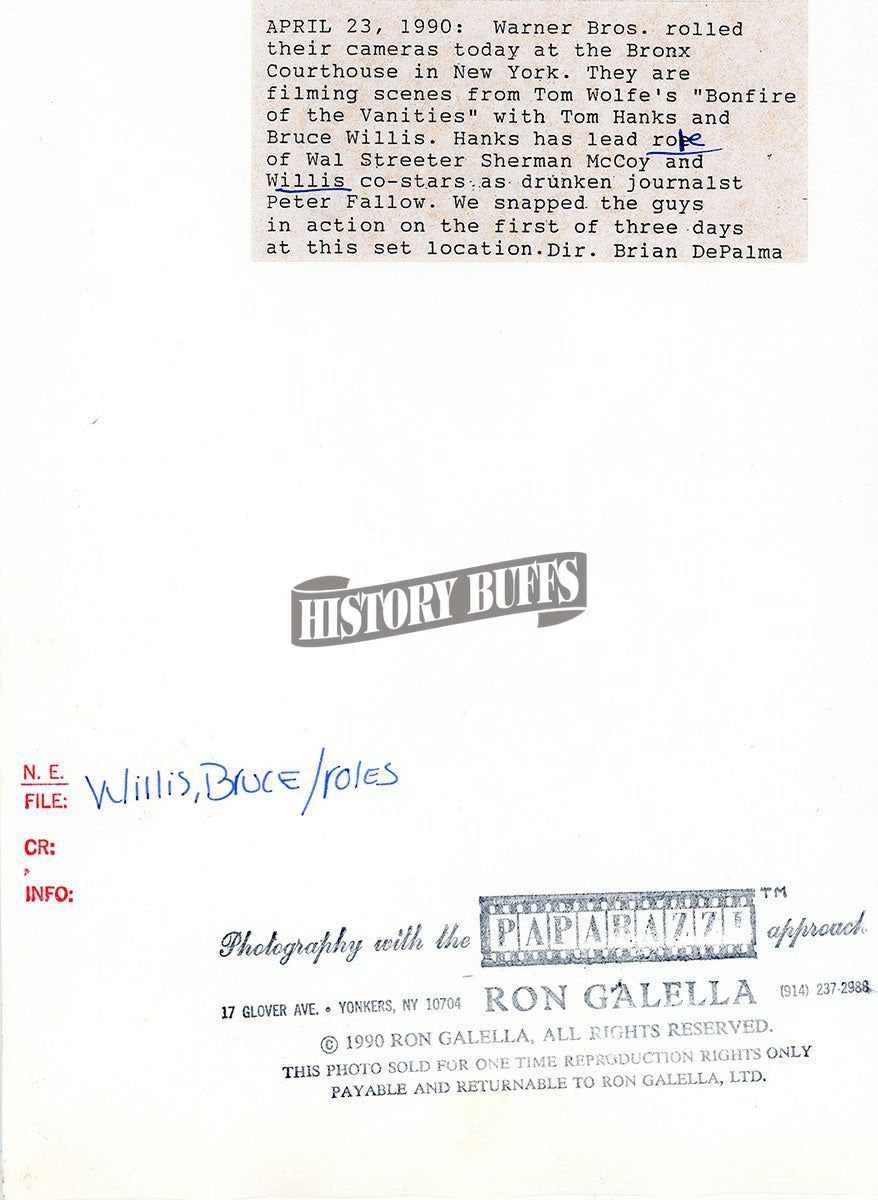 APRIL 23, 1990: Warner Bros. rolled
their cameras today at the Bronx
Courthouse in New York. They are
filming scenes from Tom Wolfe's "Bonfire
of the Vanities" with Tom Hanks and
Bruce Willis. Hanks has lead role
of Wal Streeter Sherman McCoy and
Willis co-stars as drunken journalst
Peter Fallow. We snapped the guys
in action on the first of three days
at this set location.Dir. Brian DePalma
HISTORY BUFFS
N. E.
FILE: Willis, Bruce/roles
CR:
INFO:
Photography with the PAPARAZZI ™ approach
17 GLOVER AVE. • YONKERS, NY 10704 RON GALELLA (914) 237-2988
© 1990 RON GALELLA, ALL RIGHTS RESERVED.
THIS PHOTO SOLD FOR ONE TIME REPRODUCTION RIGHTS ONLY
PAYABLE AND RETURNABLE TO RON GALELLA, LTD.